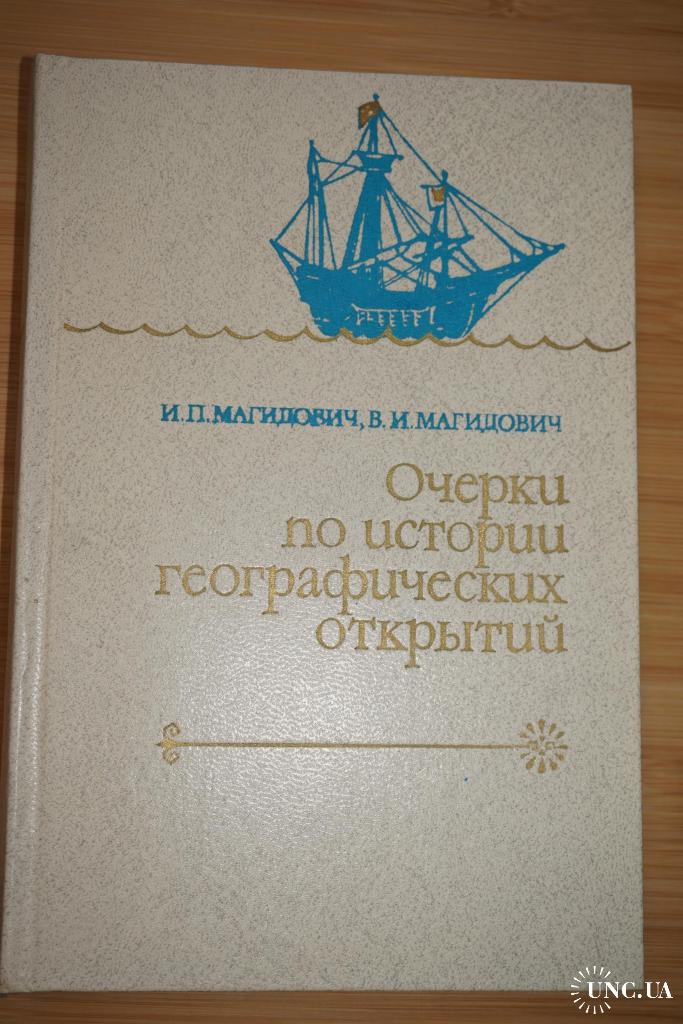 И.П.МАГИДОВИЧ, В.И.МАГИДОВИЧ
Очерки
по истории
географических
открытий
UNC.UA